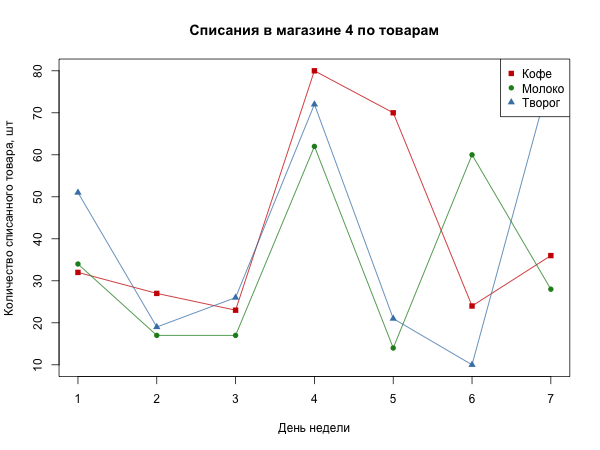 Списания в магазине 4 по товарам
Кофе
Молоко
Творог
Количество списанного товара, шт
80
70
60
50
40
30
20
10
1 2 3 4 5 6 7
День недели